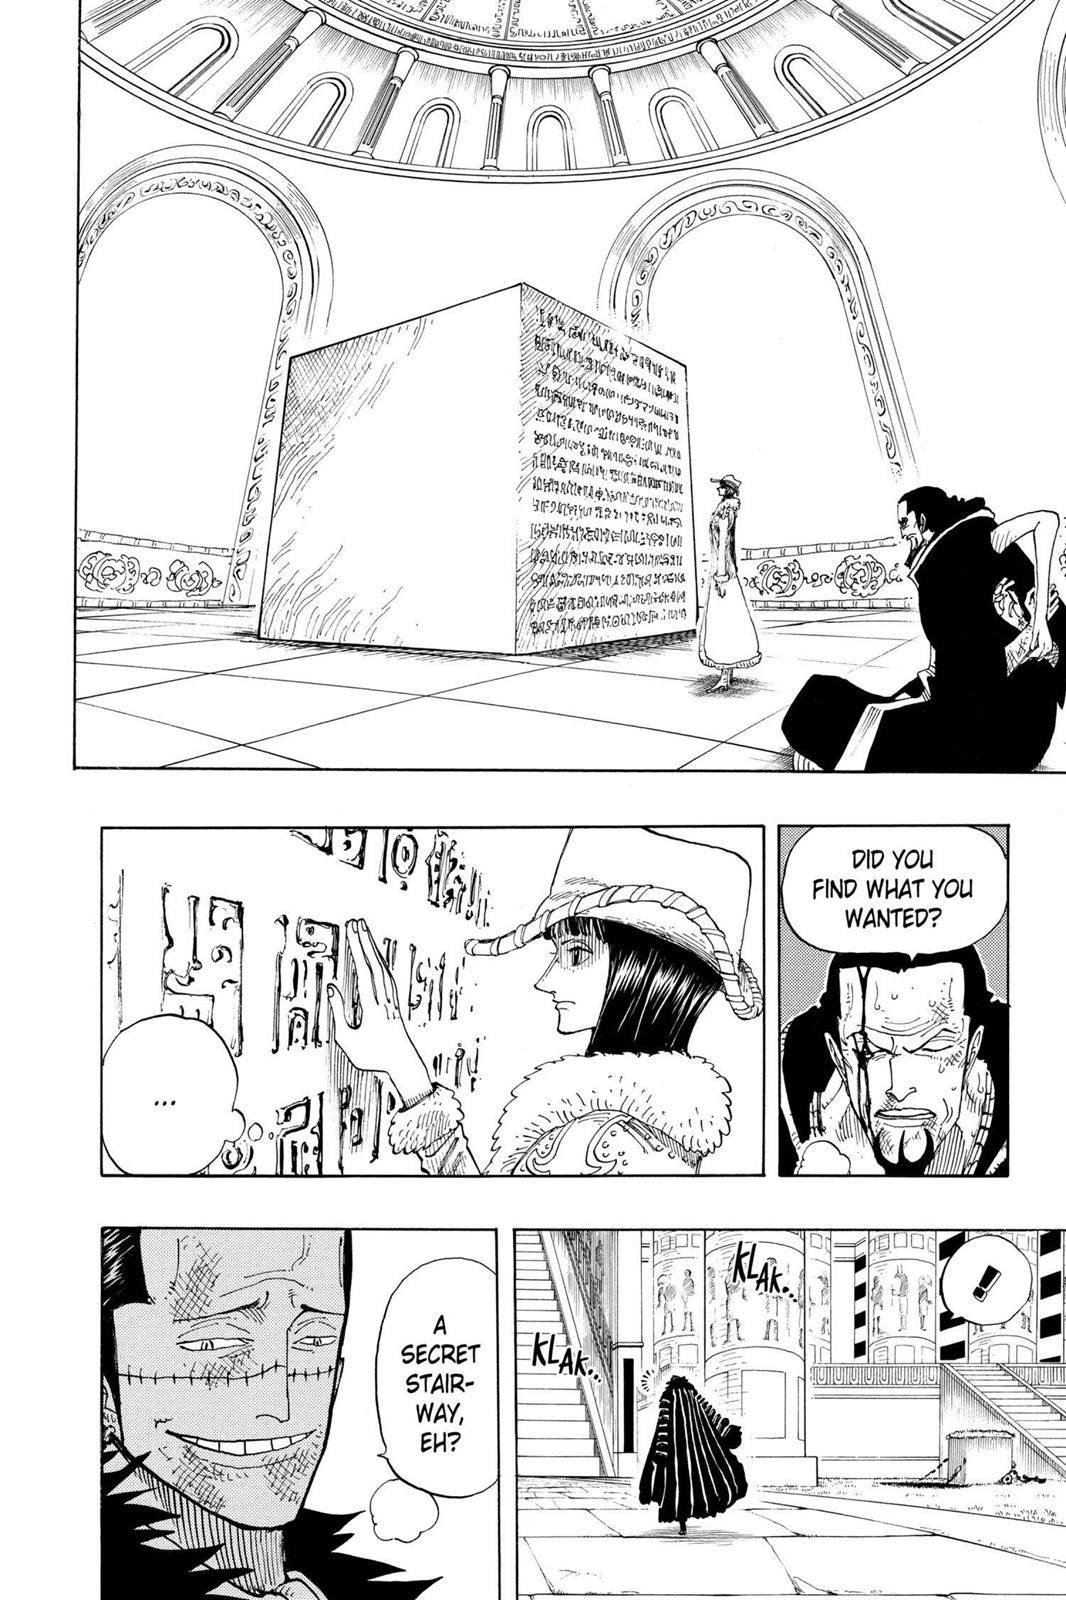 DID YOU
FIND WHAT YOU
WANTED?
...
KLAK...
KLAK...
!
A
SECRET
STAIR-
WAY,
EH?